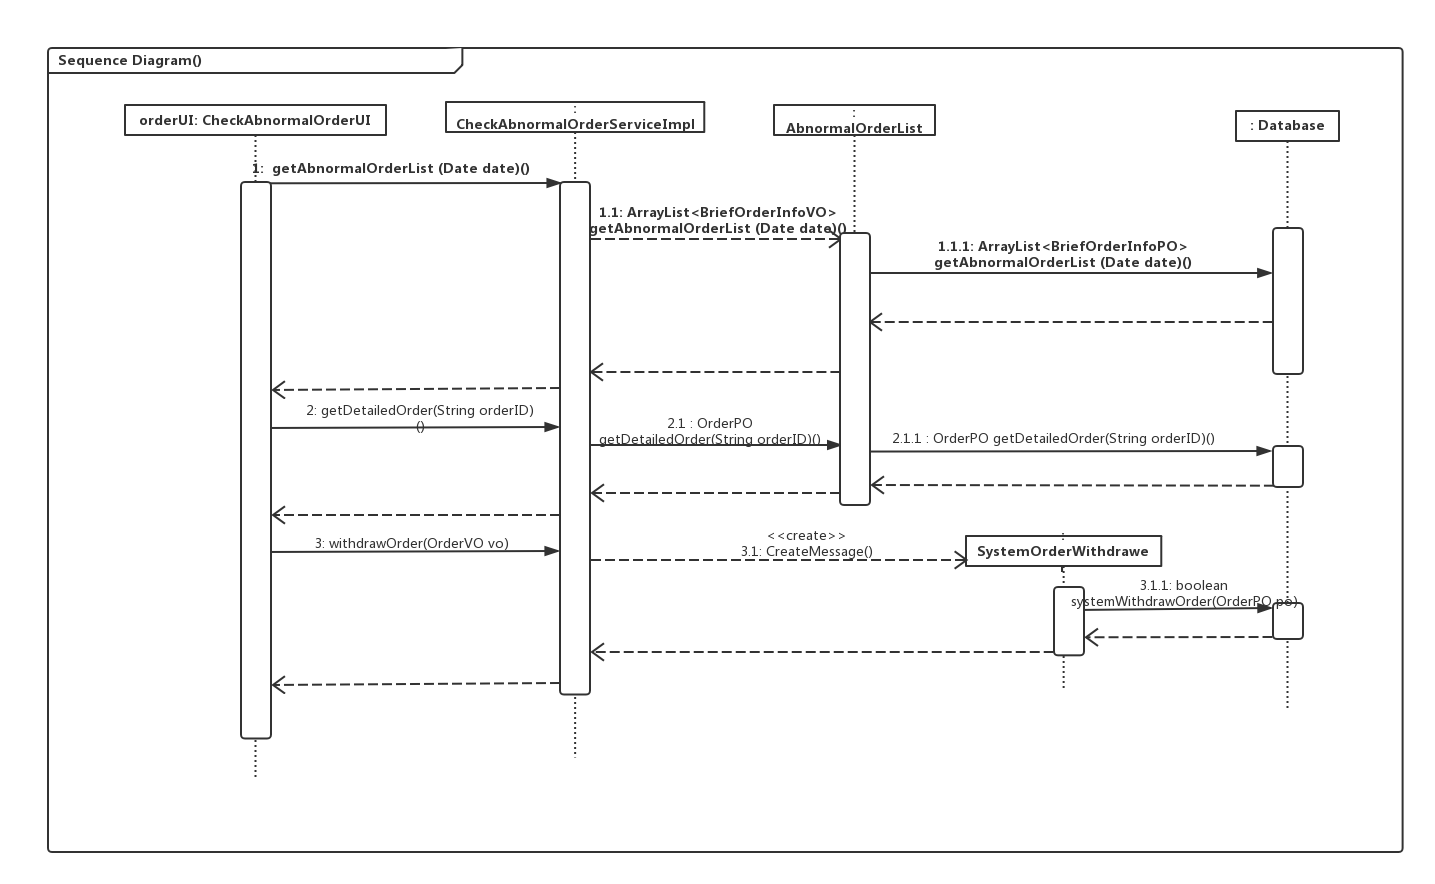 Sequence Diagram()
orderUI: CheckAbnormalOrderUI
:
CheckAbnormalOrderServiceImpl
:
AbnormalOrderList
: Database
1:  getAbnormalOrderList (Date date)()
1.1: ArrayList<BriefOrderInfoVO>
getAbnormalOrderList (Date date)()
1.1.1: ArrayList<BriefOrderInfoPO>
getAbnormalOrderList (Date date)()
2: getDetailedOrder(String orderID)
()
2.1 : OrderPO
getDetailedOrder(String orderID)()
2.1.1 : OrderPO getDetailedOrder(String orderID)()
3: withdrawOrder(OrderVO vo)
<<create>>
3.1: CreateMessage()
:
SystemOrderWithdrawe
r
3.1.1: boolean
systemWithdrawOrder(OrderPO po)